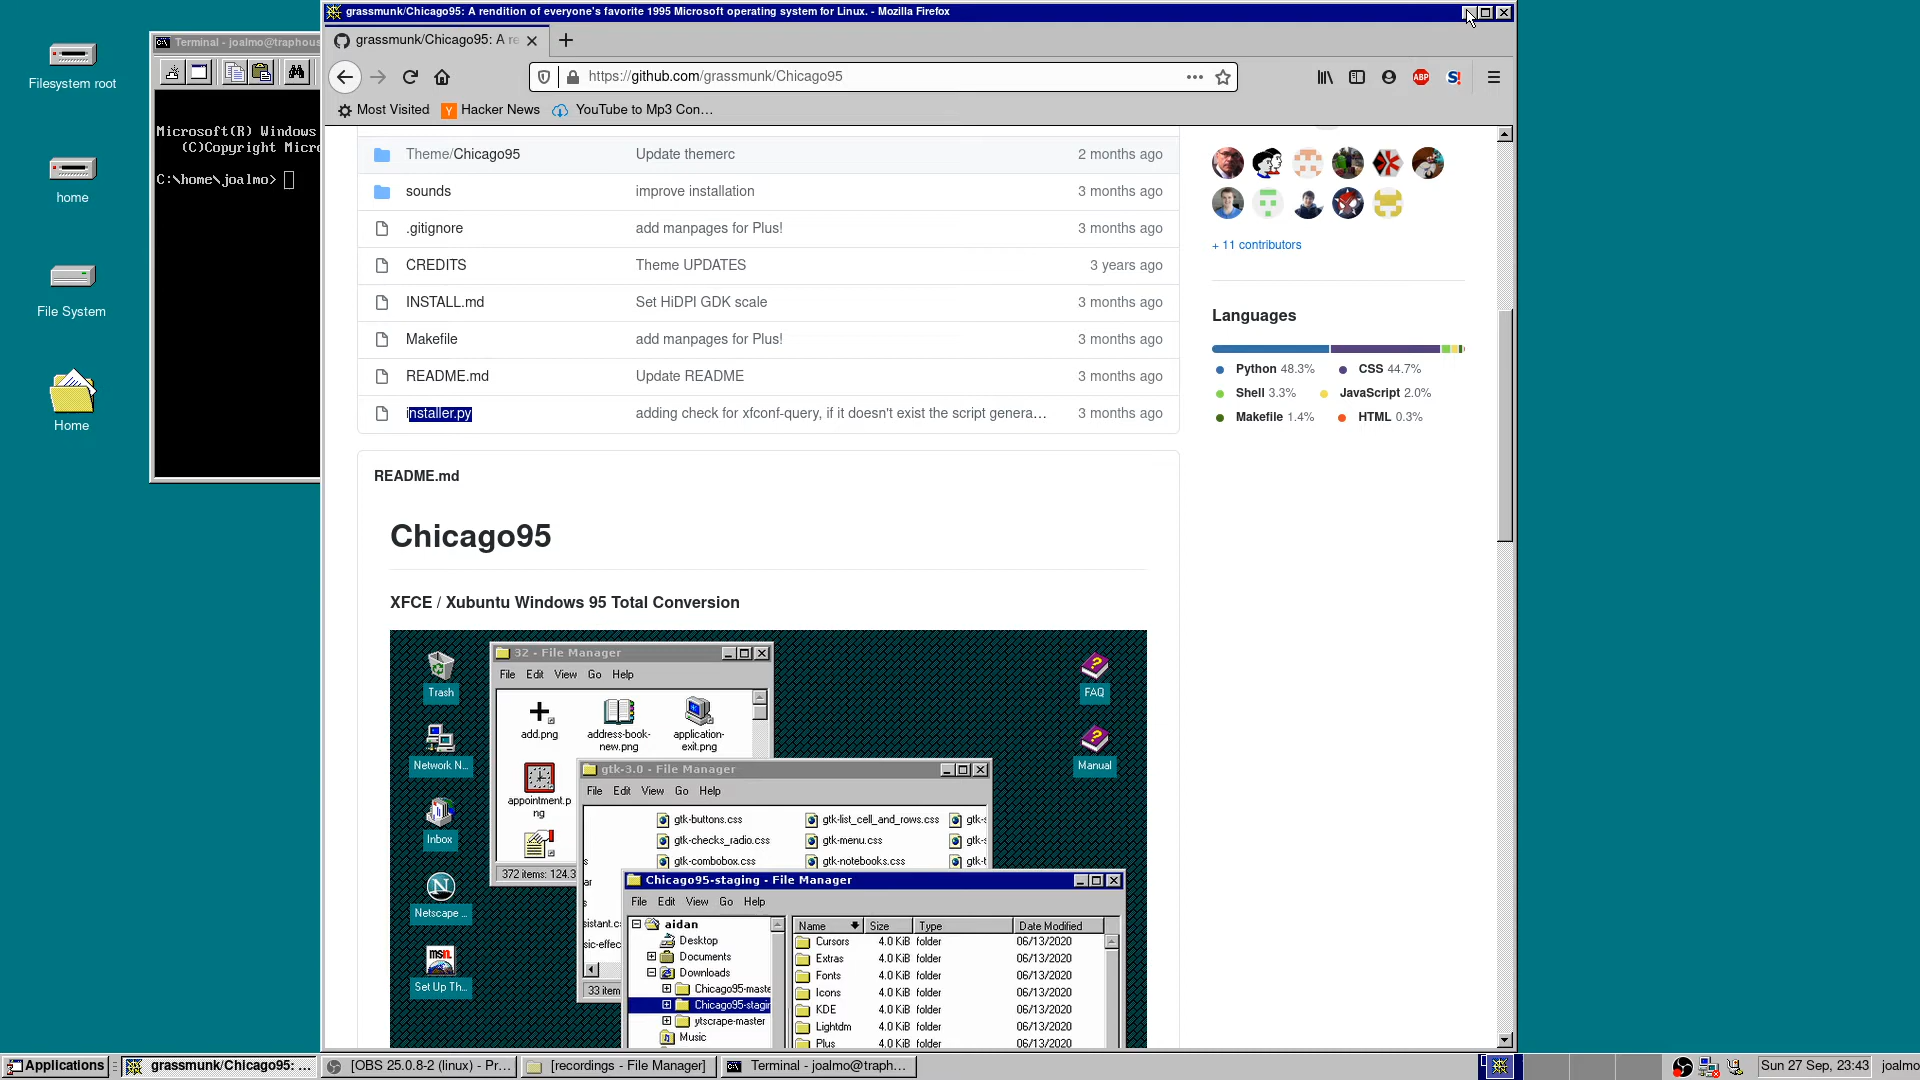 grassmunk/Chicago95: A rendition of everyone's favorite 1995 Microsoft operating system for Linux. - Mozilla Firefox
Filesystem root
home
File System
Home
Terminal - joalmo@traphous
Microsoft(R) Windows
(C)Copyright Micro
C:\home\joalmo>
grassmunk/Chicago95: A re
https://github.com/grassmunk/Chicago95
ABP
S!
Most Visited
Y Hacker News
YouTube to Mp3 Con…
Theme/Chicago95 Update themerc 2 months ago
sounds improve installation 3 months ago
.gitignore add manpages for Plus! 3 months ago
CREDITS Theme UPDATES 3 years ago
INSTALL.md Set HiDPI GDK scale 3 months ago
Makefile add manpages for Plus! 3 months ago
README.md Update README 3 months ago
installer.py adding check for xfconf-query, if it doesn't exist the script genera… 3 months ago
+ 11 contributors
Languages
Python 48.3% CSS 44.7%
Shell 3.3% JavaScript 2.0%
Makefile 1.4% HTML 0.3%
README.md
Chicago95
XFCE / Xubuntu Windows 95 Total Conversion
Trash
Network N...
Inbox
N
Netscape ...
msn
Set Up Th...
FAQ
Manual
32 - File Manager
File Edit View Go Help
add.png
address-book-new.png
application-exit.png
appointment.png
372 items: 124.3
gtk-3.0 - File Manager
File Edit View Go Help
gtk-buttons.css gtk-list_cell_and_rows.css gtk-s
gtk-checks_radio.css gtk-menu.css gtk-s
gtk-combobox.css gtk-notebooks.css gtk-t
ar
s
sistant.cs
sic-effec
33 item
Chicago95-staging - File Manager
File Edit View Go Help
aidan
Desktop
Documents
Downloads
Chicago95-maste
Chicago95-stagin
ytscrape-master
Music
Name Size Type Date Modified
Cursors 4.0 KiB folder 06/13/2020
Extras 4.0 KiB folder 06/13/2020
Fonts 4.0 KiB folder 06/13/2020
Icons 4.0 KiB folder 06/13/2020
KDE 4.0 KiB folder 06/13/2020
Lightdm 4.0 KiB folder 06/13/2020
Plus 4.0 KiB folder 06/13/2020
Applications
grassmunk/Chicago95: ...
[OBS 25.0.8-2 (linux) - Pr...
[recordings - File Manager]
Terminal - joalmo@traph...
Sun 27 Sep, 23:43
joalmo